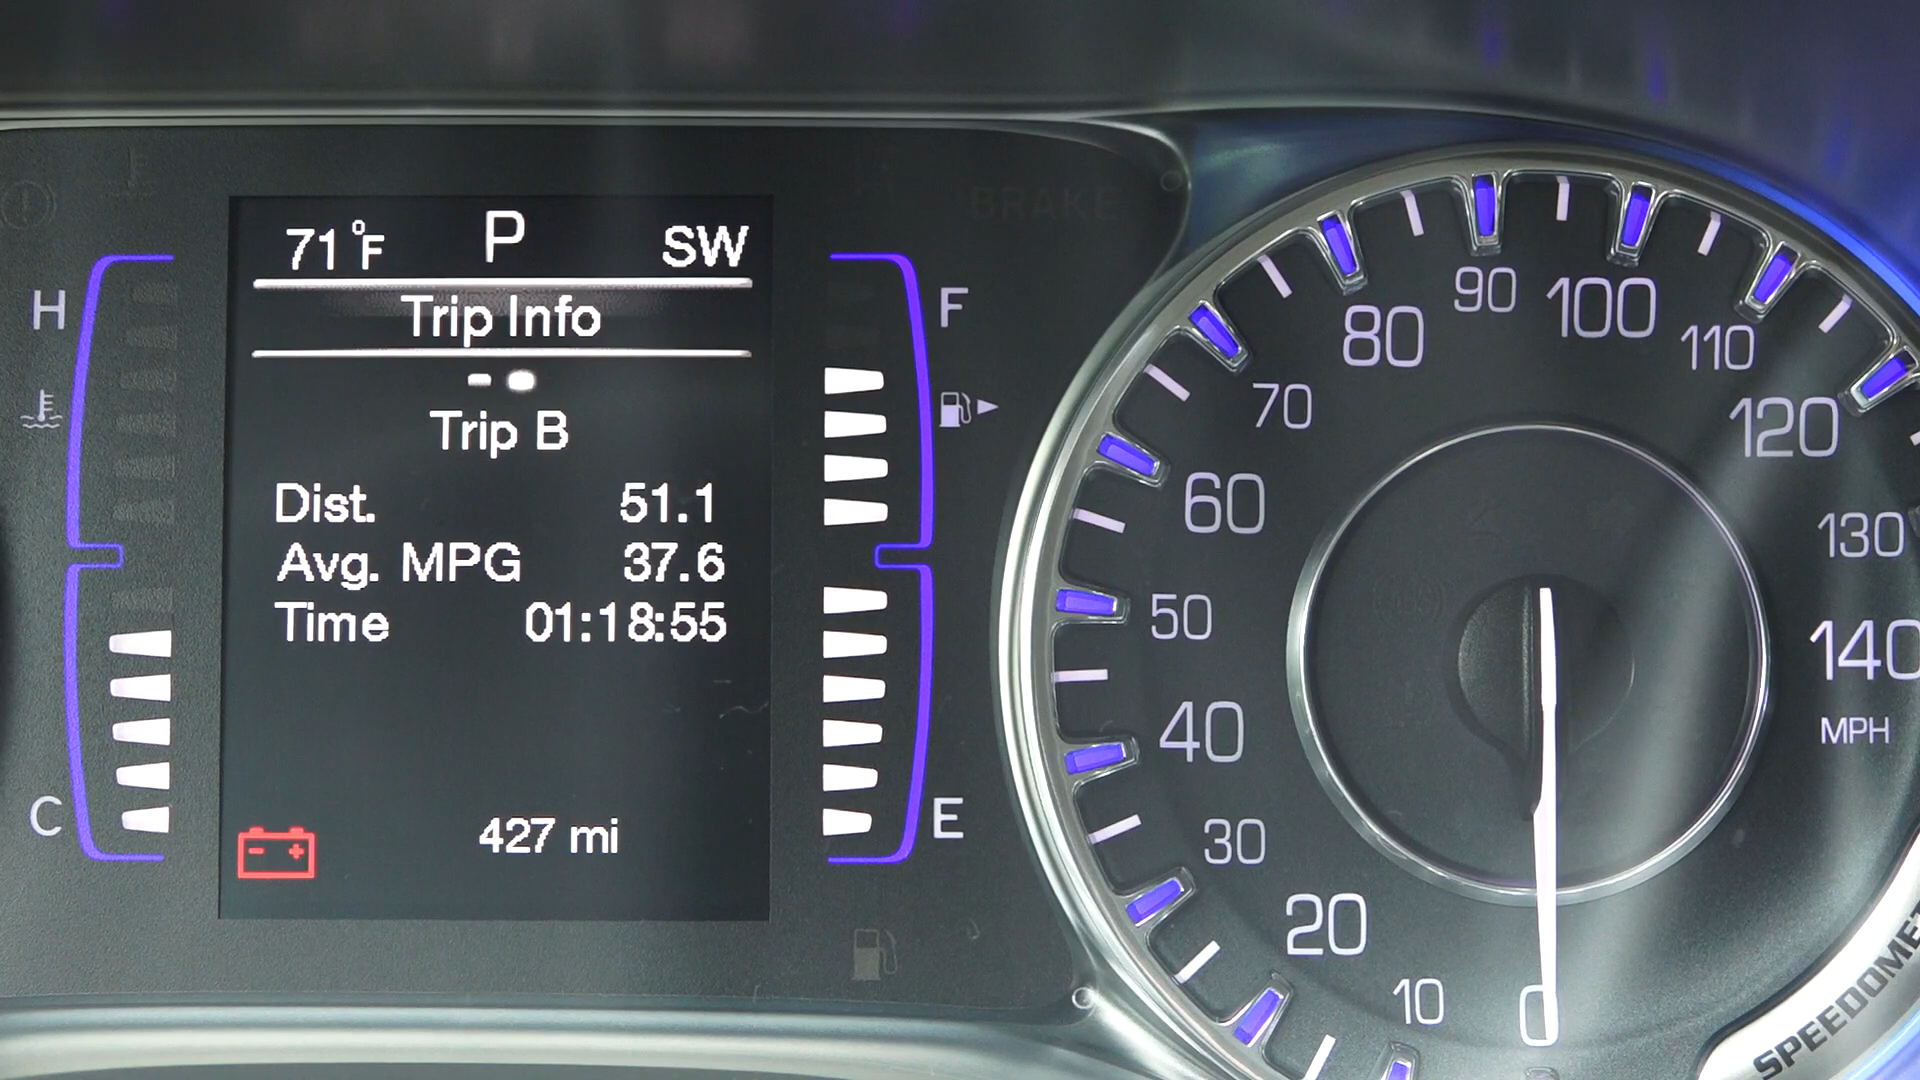 BRAKE
71°F P SW
Trip Info
Trip B
Dist. 51.1
Avg. MPG 37.6
Time 01:18:55
427 mi
H
C
F
E
0
10
20
30
40
50
60
70
80
90
100
110
120
130
140
MPH